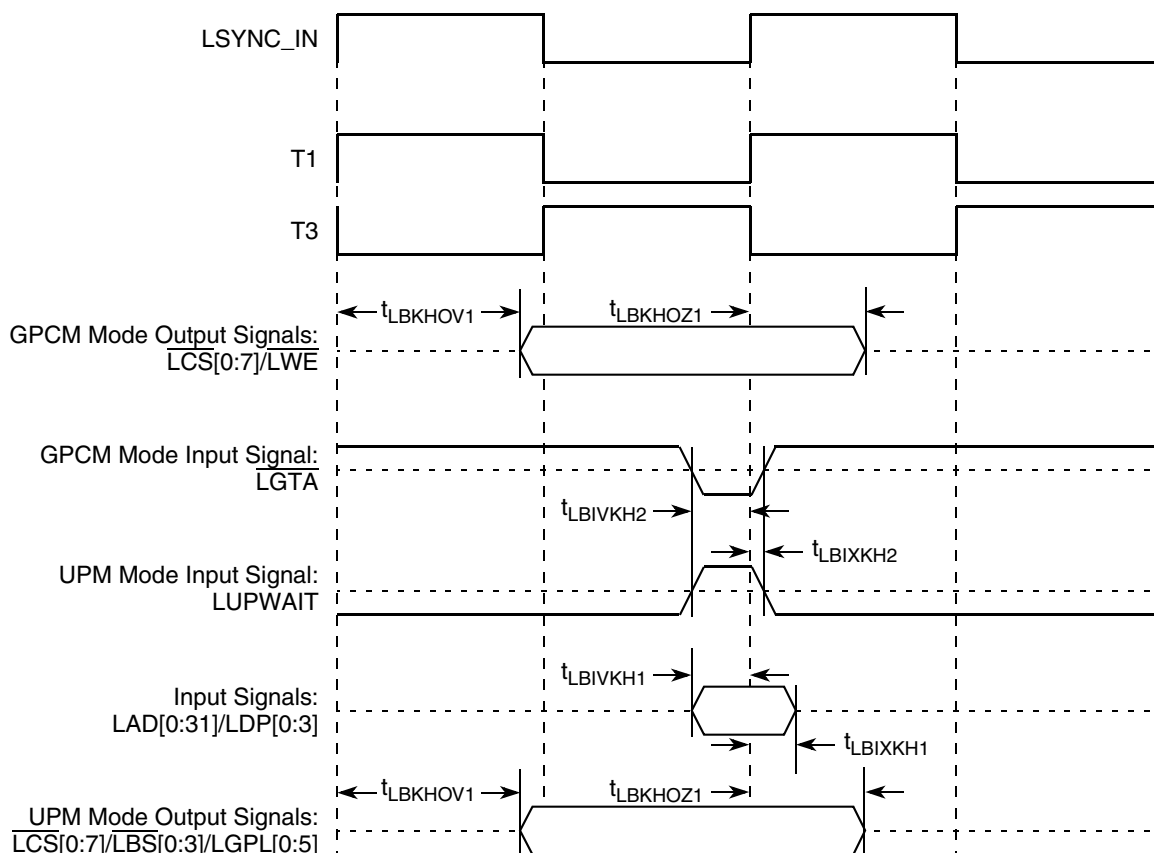 LSYNC_IN
T1
T3
tLBKHOV1
tLBKHOZ1
GPCM Mode Output Signals:
LCS[0:7]/LWE
GPCM Mode Input Signal:
LGTA
tLBIVKH2
tLBIXKH2
UPM Mode Input Signal:
LUPWAIT
tLBIVKH1
Input Signals:
LAD[0:31]/LDP[0:3]
tLBIXKH1
tLBKHOV1
tLBKHOZ1
UPM Mode Output Signals:
LCS[0:7]/LBS[0:3]/LGPL[0:5]